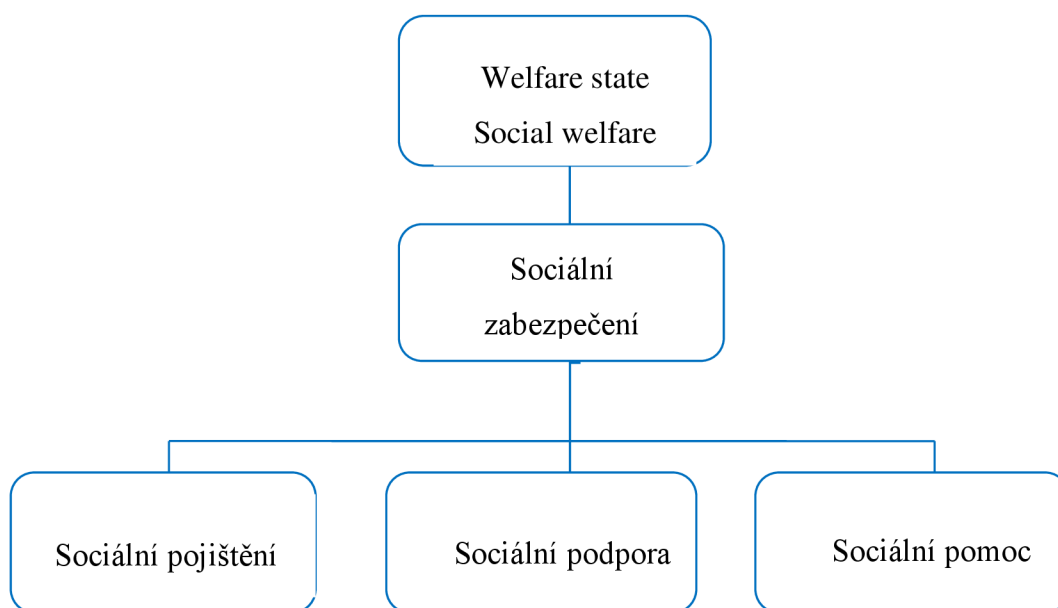 Welfare state
Social welfare
Sociální
zabezpečení
Sociální pojištění
Sociální podpora
Sociální pomoc